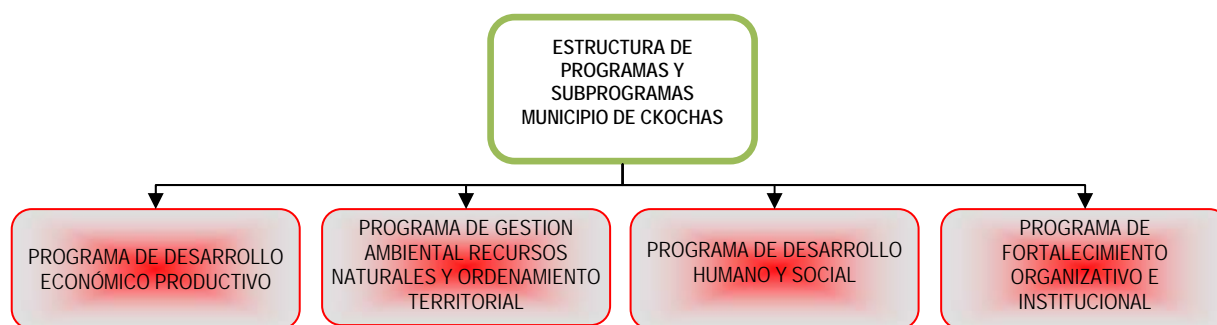 ESTRUCTURA DE
PROGRAMAS Y
SUBPROGRAMAS
MUNICIPIO DE CKOCHAS
PROGRAMA DE DESARROLLO
ECONÓMICO PRODUCTIVO
PROGRAMA DE GESTION
AMBIENTAL RECURSOS
NATURALES Y ORDENAMIENTO
TERRITORIAL
PROGRAMA DE DESARROLLO
HUMANO Y SOCIAL
PROGRAMA DE
FORTALECIMIENTO
ORGANIZATIVO E
INSTITUCIONAL